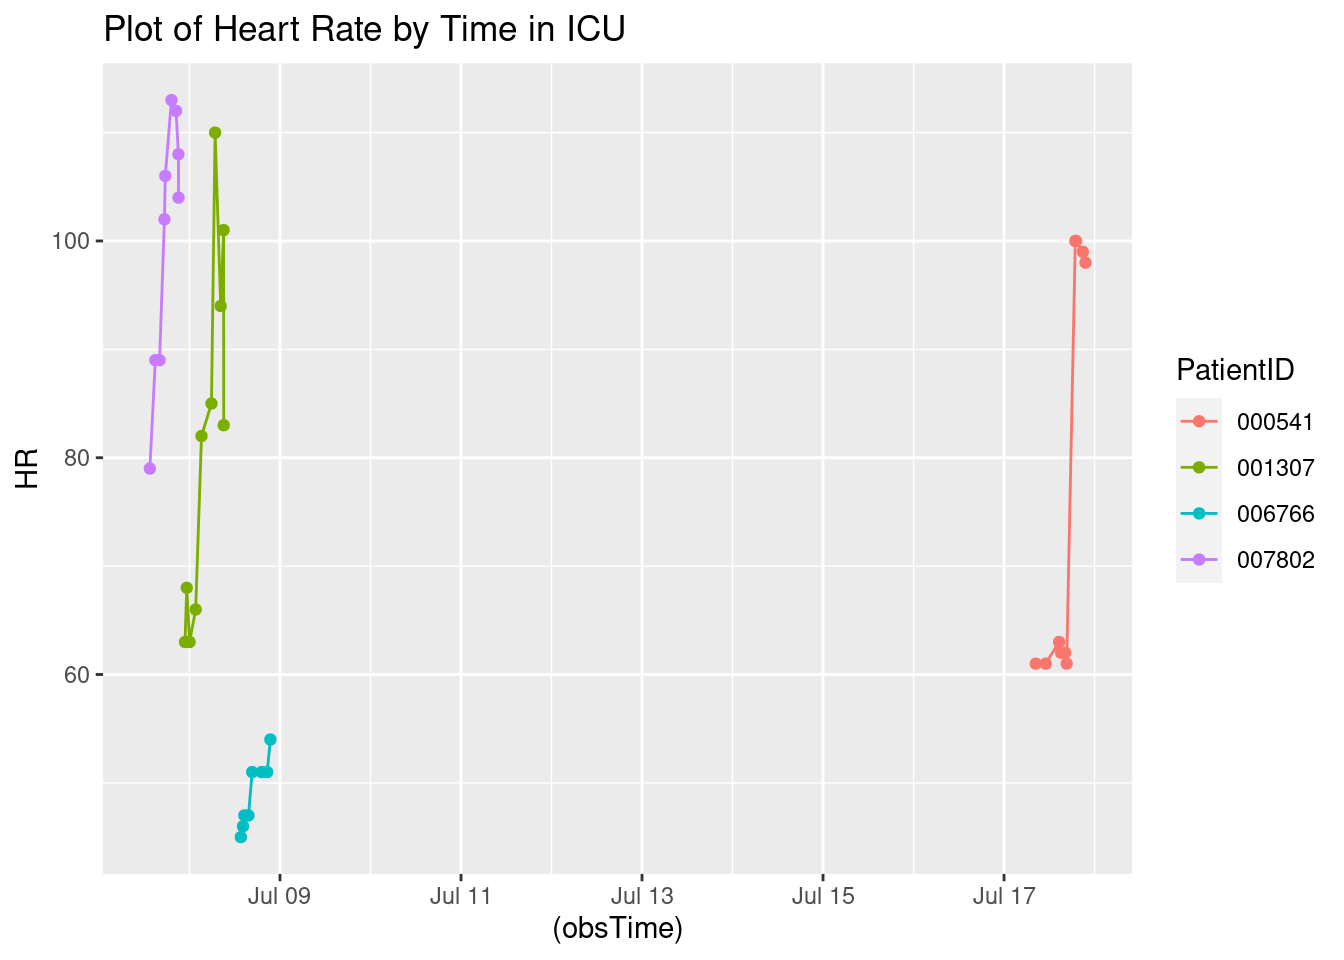 Plot of Heart Rate by Time in ICU
HR
100
80
60
Jul 09
Jul 11
Jul 13
Jul 15
Jul 17
(obsTime)
PatientID
000541
001307
006766
007802